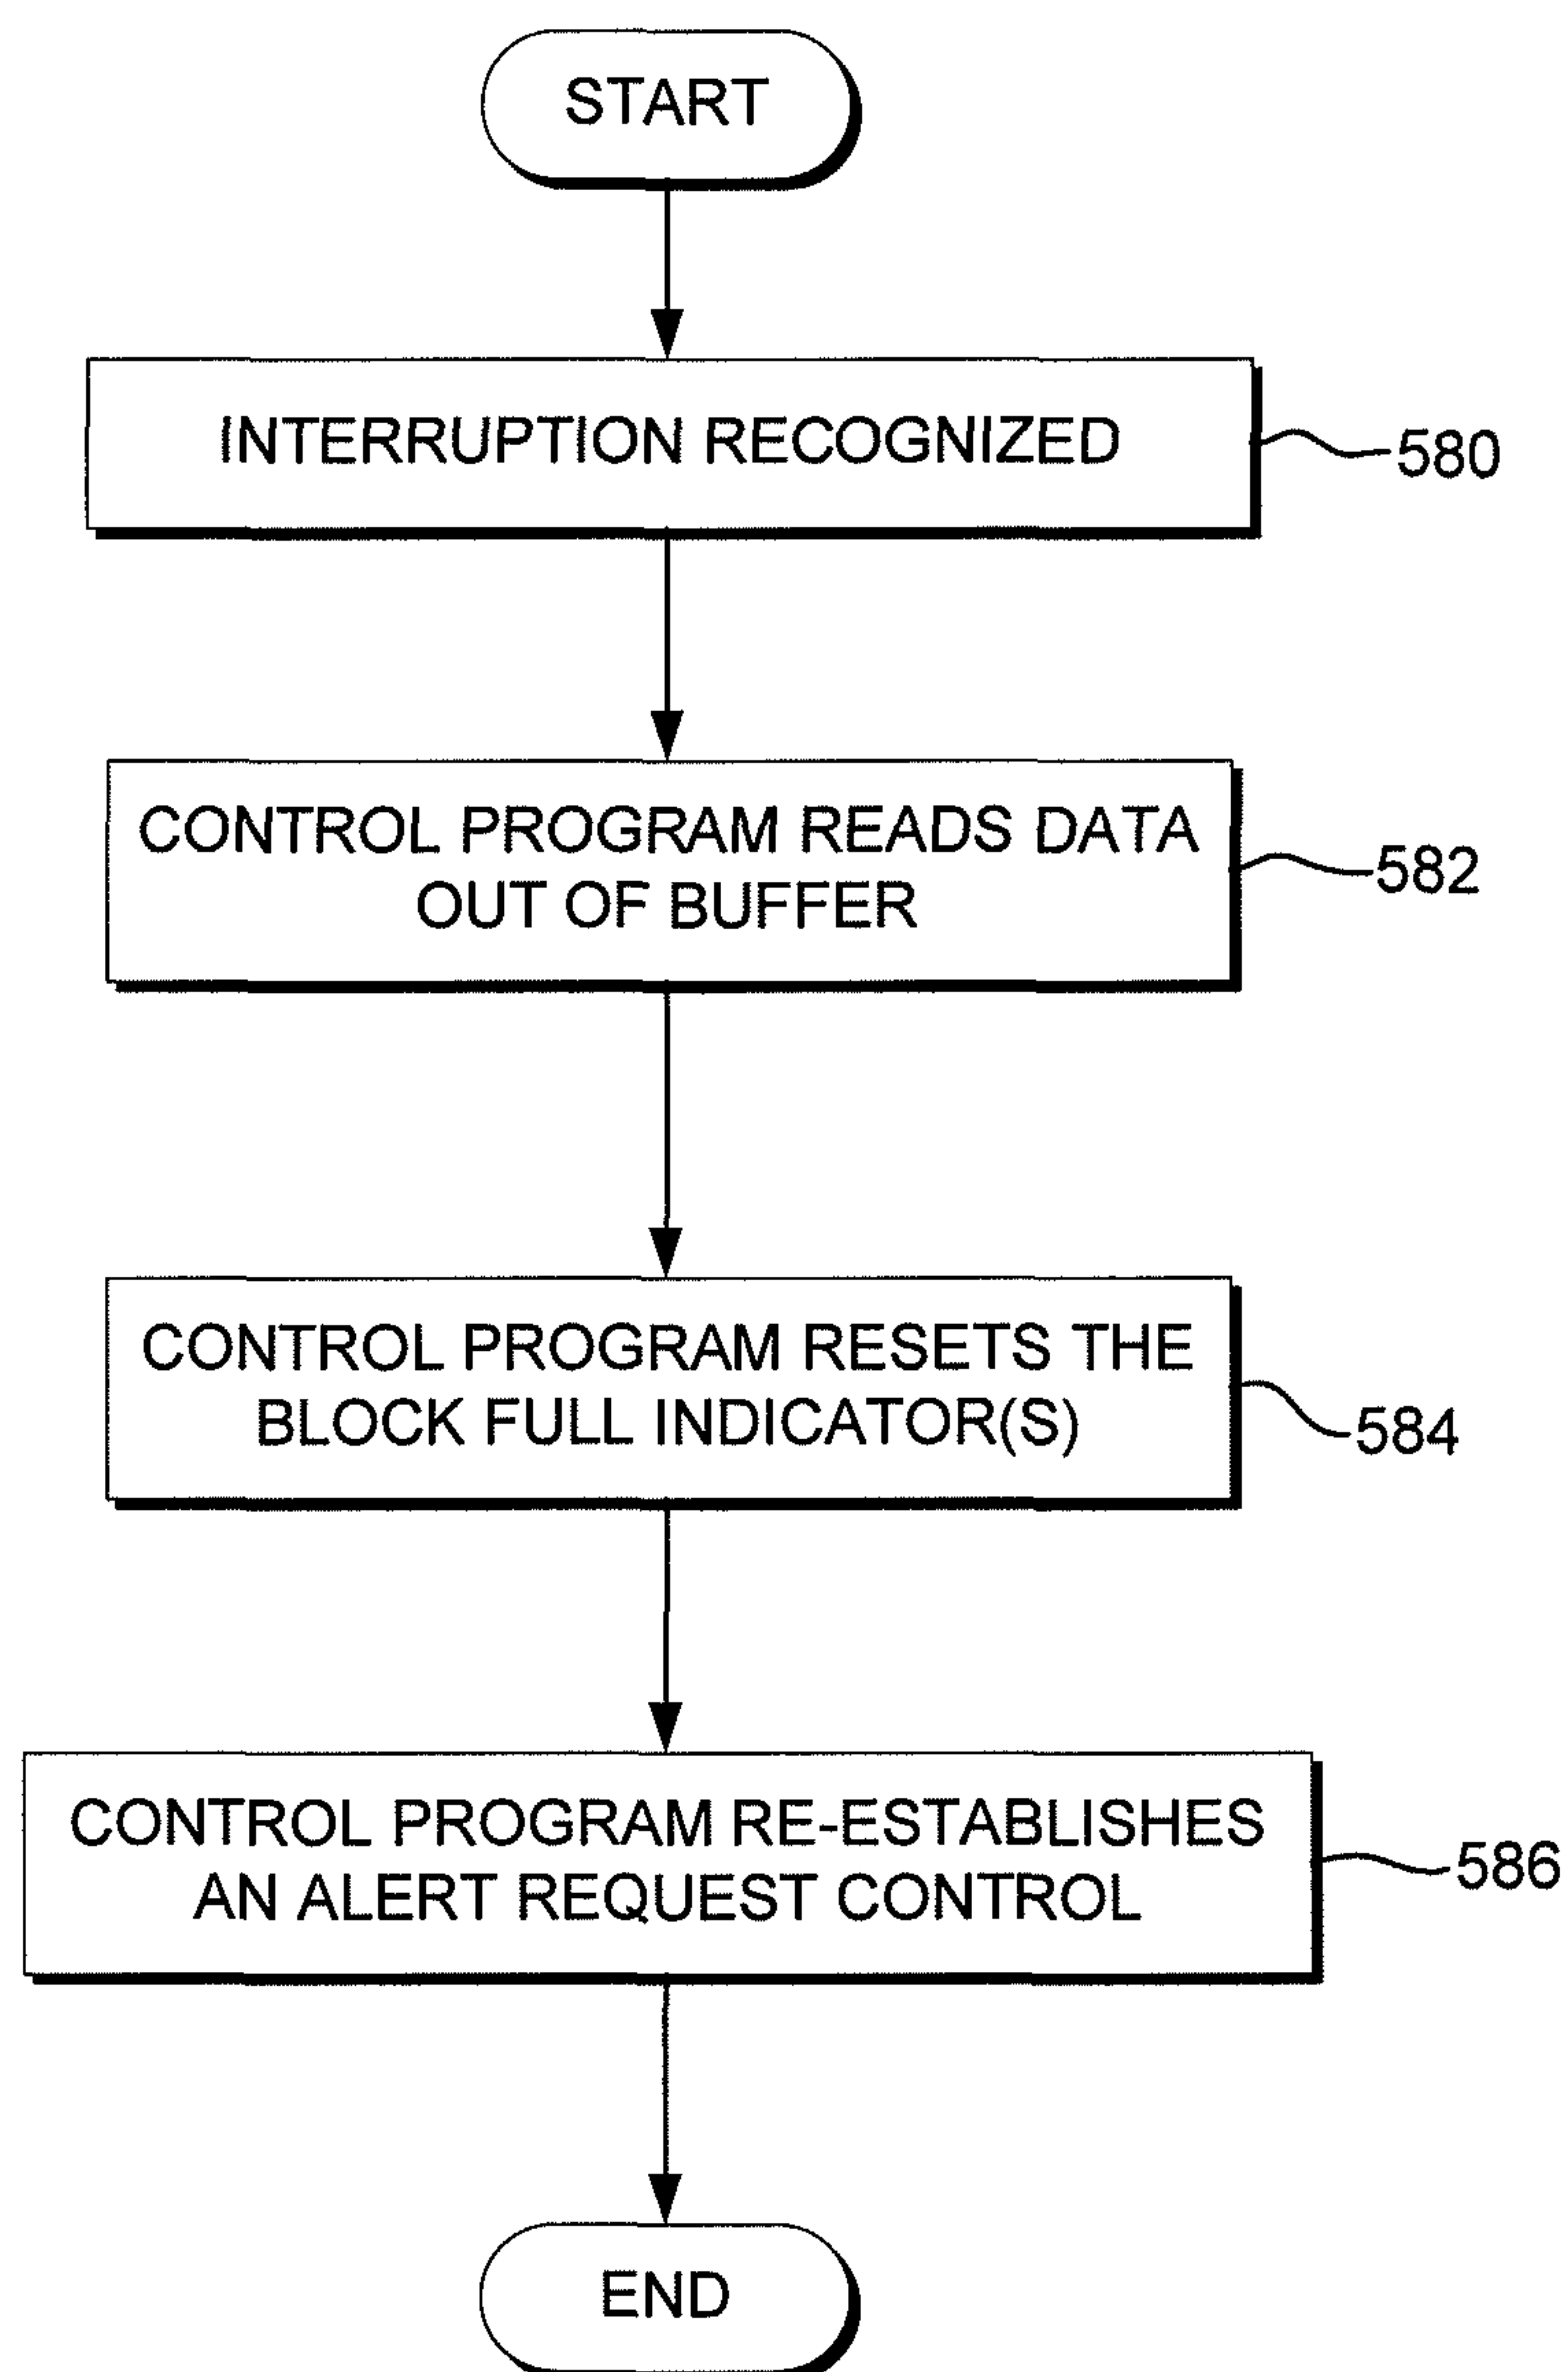 START
INTERRUPTION RECOGNIZED
580
CONTROL PROGRAM READS DATA
OUT OF BUFFER
582
CONTROL PROGRAM RESETS THE
BLOCK FULL INDICATOR(S)
584
CONTROL PROGRAM RE-ESTABLISHES
AN ALERT REQUEST CONTROL
586
END